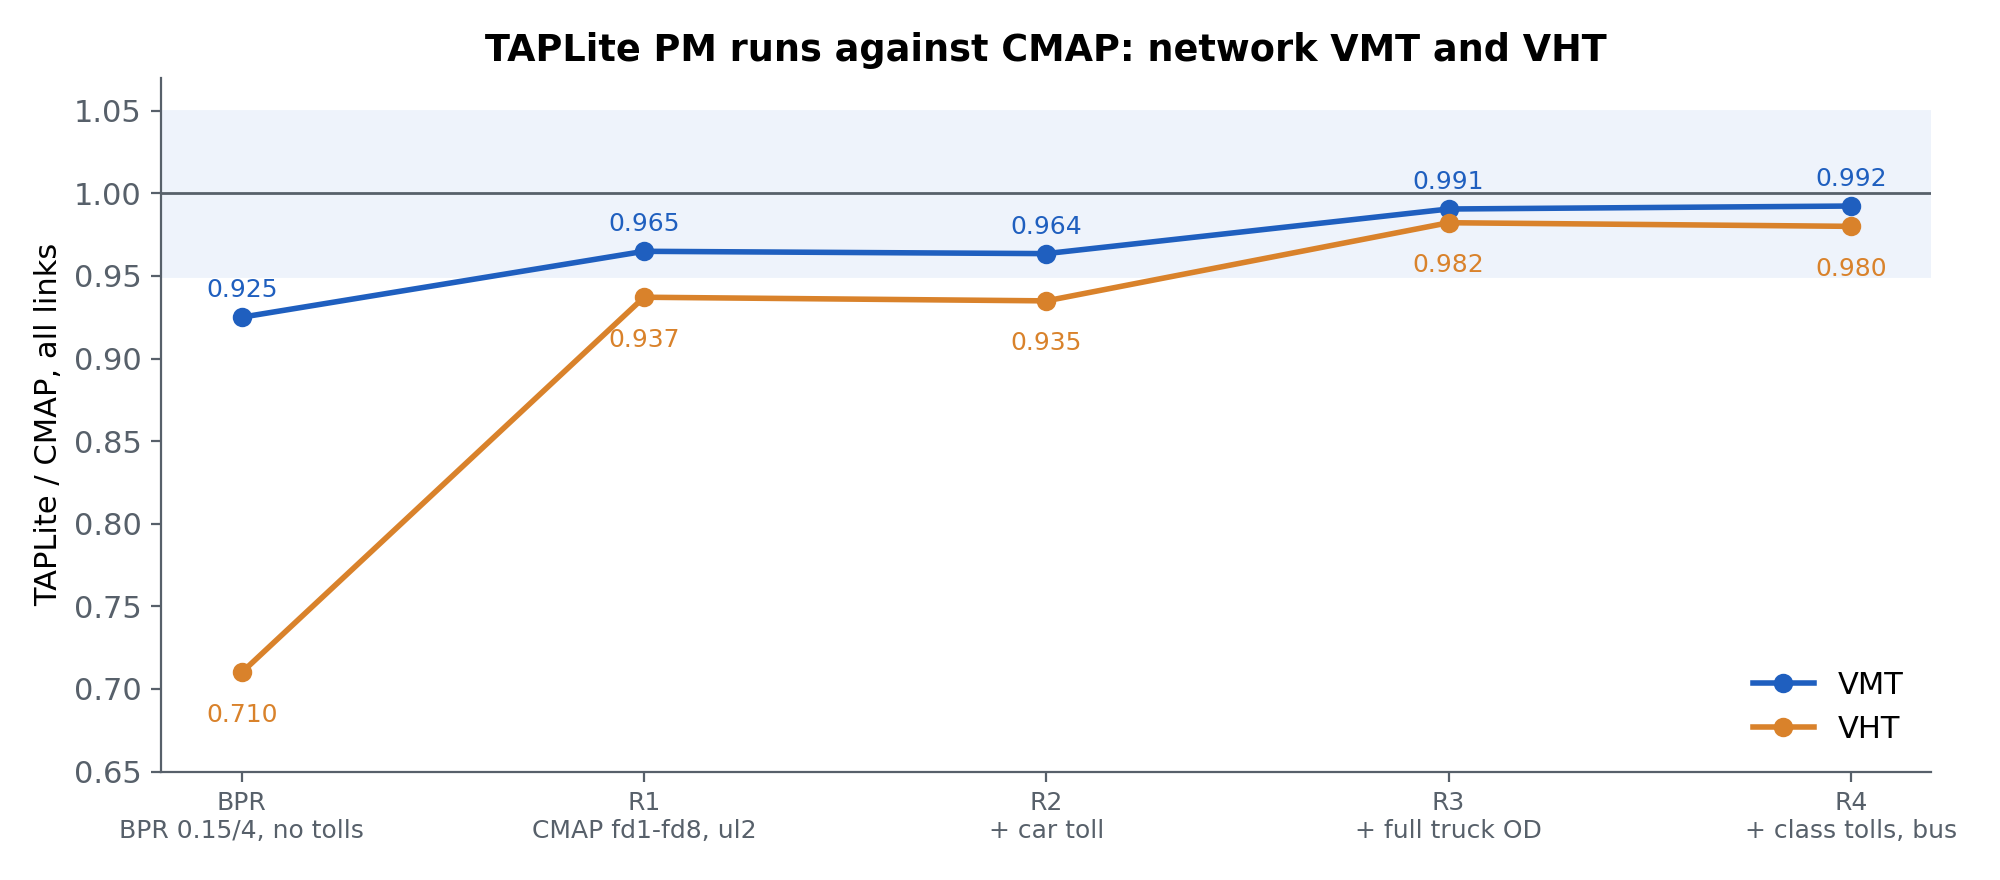 TAPLite PM runs against CMAP: network VMT and VHT
TAPLite / CMAP, all links
1.05
1.00
0.95
0.90
0.85
0.80
0.75
0.70
0.65
0.925
0.965
0.964
0.991
0.992
0.710
0.937
0.935
0.982
0.980
VMT
VHT
BPR
BPR 0.15/4, no tolls
R1
CMAP fd1-fd8, ul2
R2
+ car toll
R3
+ full truck OD
R4
+ class tolls, bus